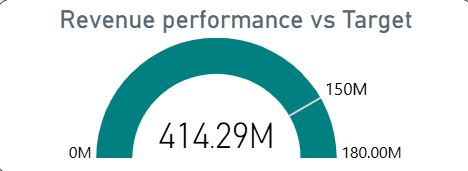 Revenue performance vs Target
150M
414.29M
0M
180.00M